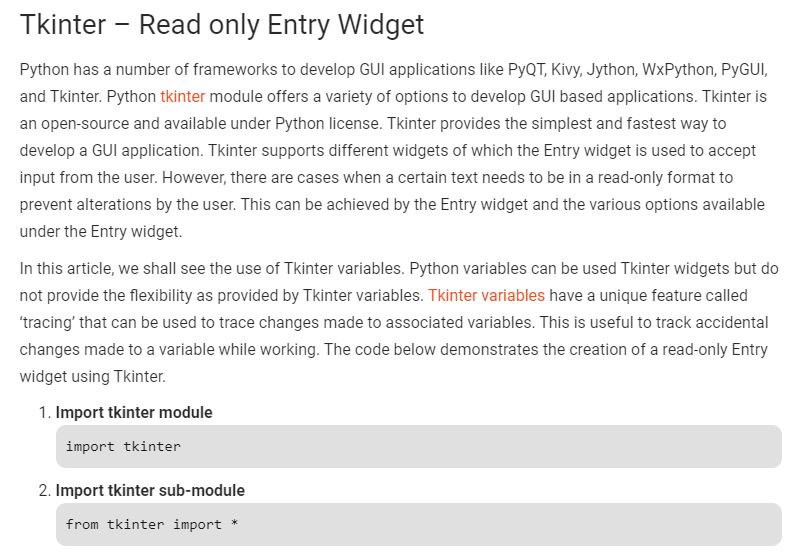 Tkinter – Read only Entry Widget
Python has a number of frameworks to develop GUI applications like PyQT, Kivy, Jython, WxPython, PyGUI,
and Tkinter. Python tkinter module offers a variety of options to develop GUI based applications. Tkinter is
an open-source and available under Python license. Tkinter provides the simplest and fastest way to
develop a GUI application. Tkinter supports different widgets of which the Entry widget is used to accept
input from the user. However, there are cases when a certain text needs to be in a read-only format to
prevent alterations by the user. This can be achieved by the Entry widget and the various options available
under the Entry widget.
In this article, we shall see the use of Tkinter variables. Python variables can be used Tkinter widgets but do
not provide the flexibility as provided by Tkinter variables. Tkinter variables have a unique feature called
‘tracing’ that can be used to trace changes made to associated variables. This is useful to track accidental
changes made to a variable while working. The code below demonstrates the creation of a read-only Entry
widget using Tkinter.
1. Import tkinter module
import tkinter
2. Import tkinter sub-module
from tkinter import *